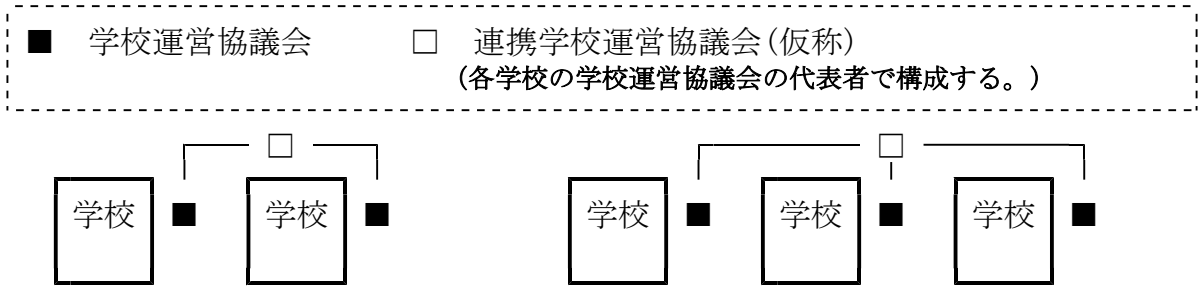 ■ 学校運営協議会 □ 連携学校運営協議会(仮称)
(各学校の学校運営協議会の代表者で構成する。)
□ □
学校 ■ 学校 ■ 学校 ■ 学校 ■ 学校 ■